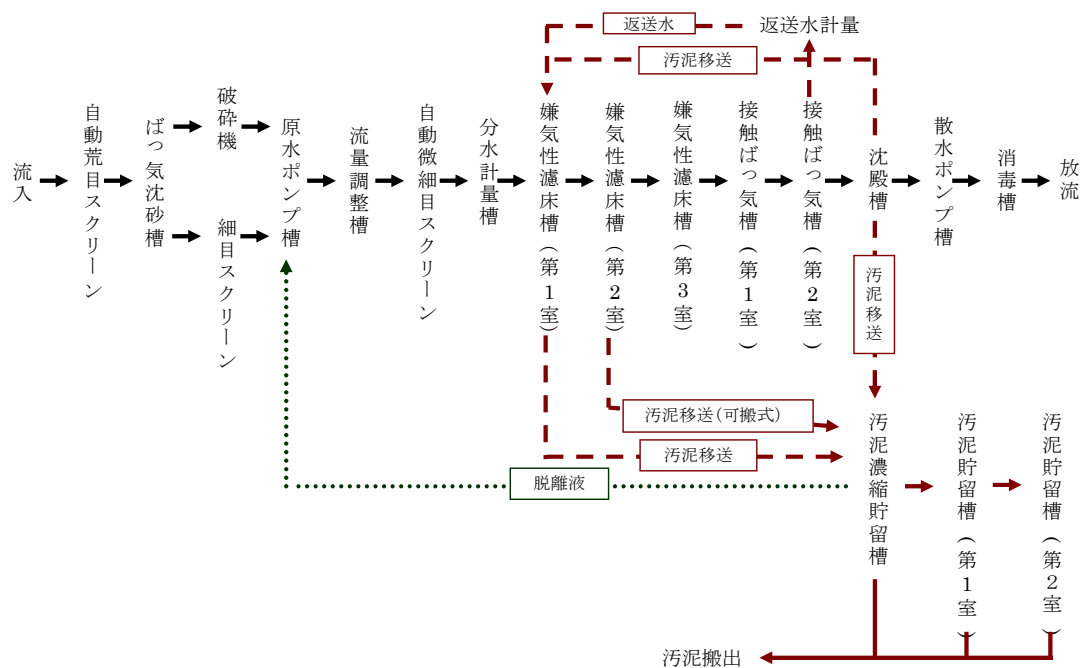 返送水
返送水計量
汚泥移送
流入
自動荒目スクリーン
ばっ気沈砂槽
破砕機
細目スクリーン
原水ポンプ槽
流量調整槽
自動微細目スクリーン
分水計量槽
嫌気性濾床槽(第1室)
嫌気性濾床槽(第2室)
嫌気性濾床槽(第3室)
接触ばっ気槽(第1室)
接触ばっ気槽(第2室)
沈殿槽
散水ポンプ槽
消毒槽
放流
汚泥移送
汚泥移送(可搬式)
汚泥移送
脱離液
汚泥濃縮貯留槽
汚泥貯留槽(第1室)
汚泥貯留槽(第2室)
汚泥搬出